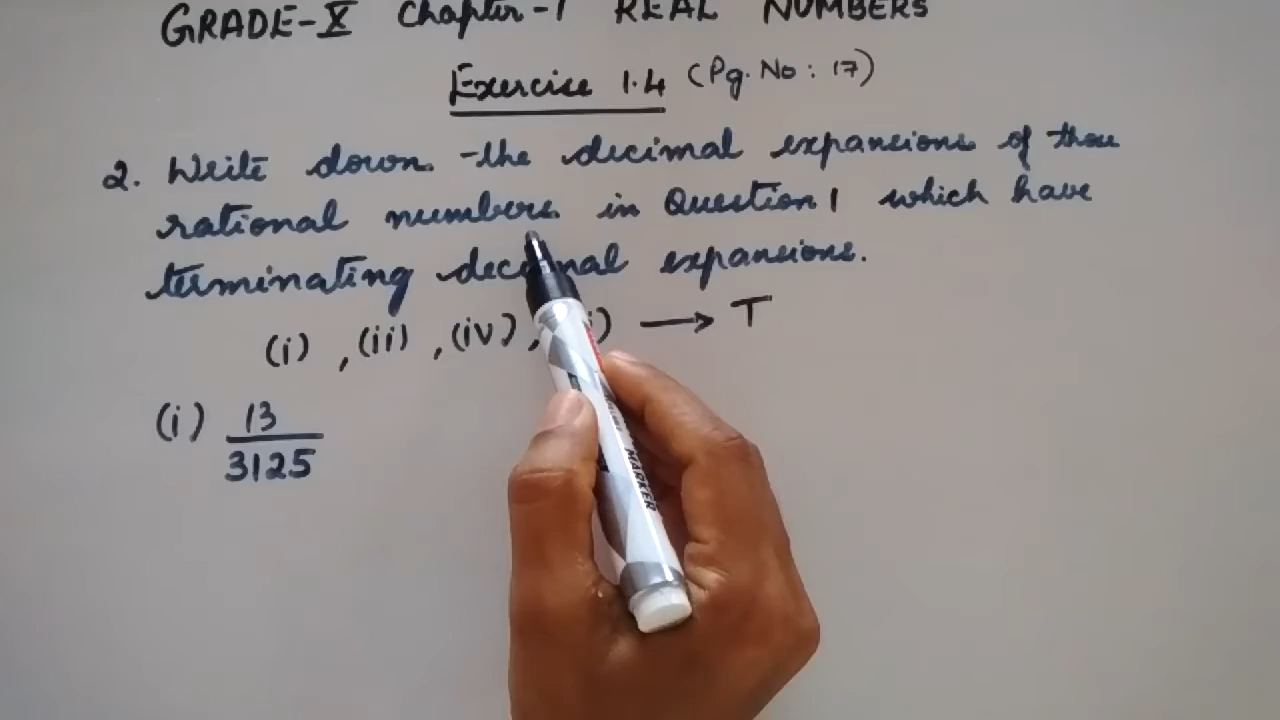 GRADE-X Chapter-1 REAL NUMBERS
Exercise 1.4 (Pg. No: 17)
2. Write down the decimal expansions of those
rational numbers in Question 1 which have
terminating decimal expansions.
(i) , (ii) , (iv) , i) → T
(i) 13
3125
MARKER